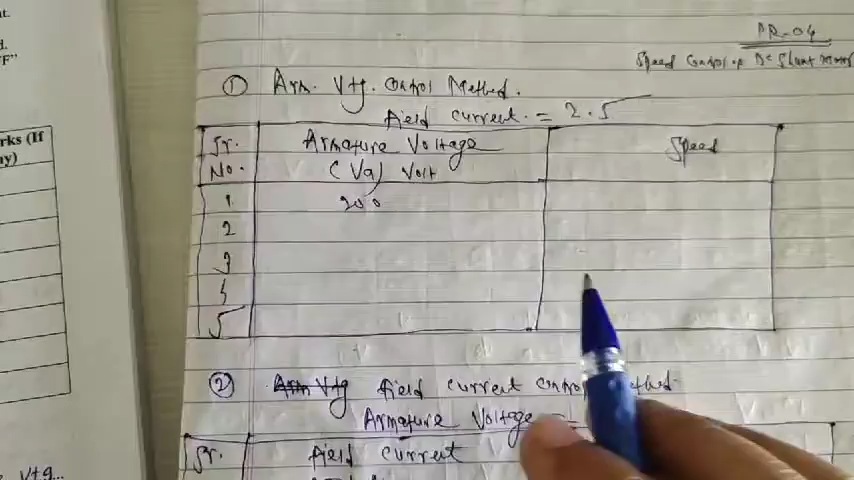 PR-04
Speed Control of DC Shunt Motor
① Arm. Vtg. Control Method.
Field current = 2.5
Sr. No. Armature Voltage (Va) Volt Speed
1 200
2
3
4
5
② Field current control Method
Armature Voltage =
Sr. Field current
rks (If
y)
F"